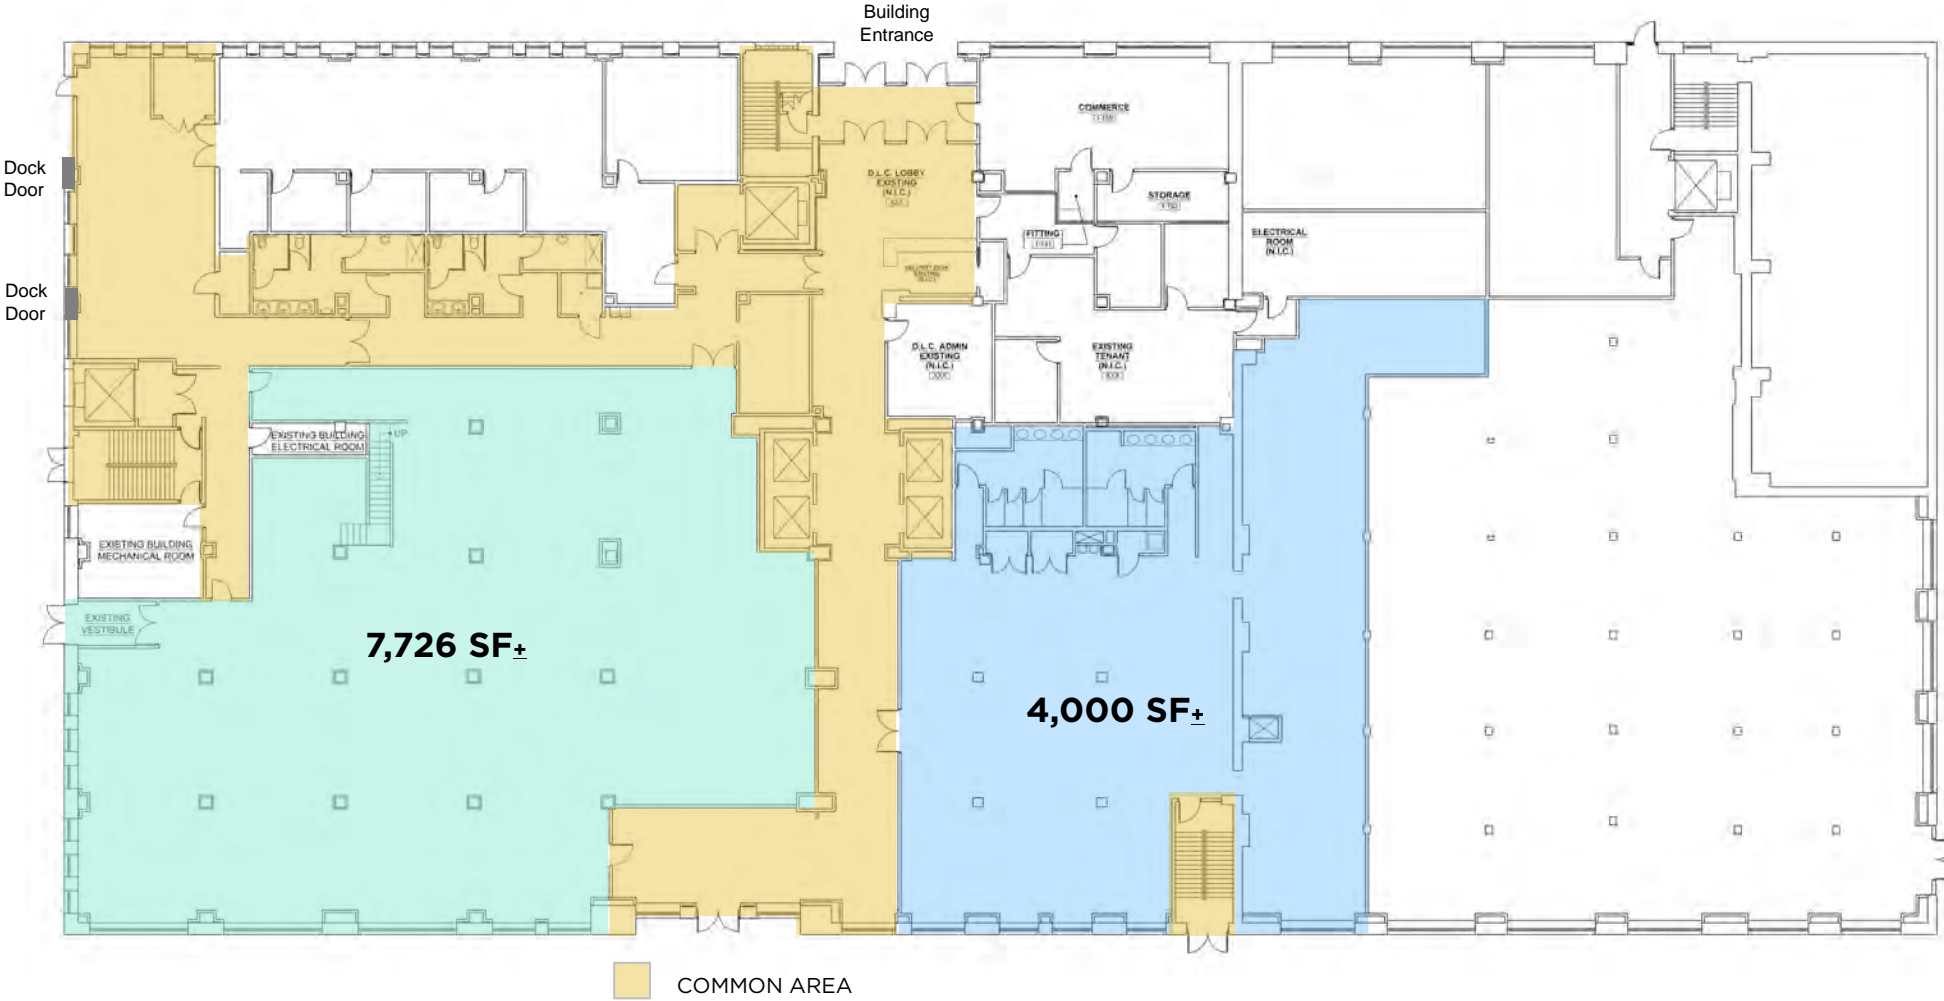 Building
Entrance
COMMERCE
Dock
Door
D.L.C. LOBBY
EXISTING
(N.I.C.)
STORAGE
FITTING
ELECTRICAL
ROOM
(N.I.C.)
EXISTING
Dock
Door
D.L.C. ADMIN
EXISTING
(N.I.C.)
EXISTING
TENANT
(N.I.C.)
EXISTING BUILDING
ELECTRICAL ROOM
UP
EXISTING BUILDING
MECHANICAL ROOM
EXISTING
VESTIBULE
7,726 SF±
4,000 SF±
COMMON AREA